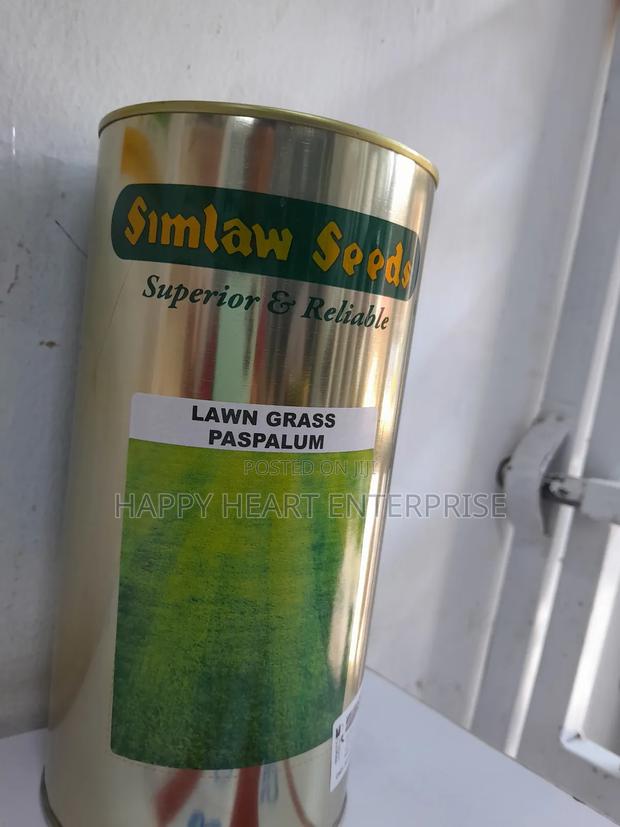 Simlaw Seeds
Superior & Reliable
LAWN GRASS
PASPALUM
POSTED ON JIJI
HAPPY HEART ENTERPRISE